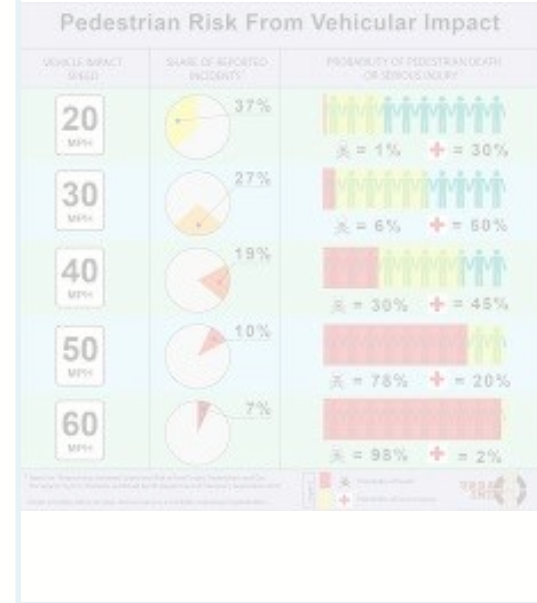 Pedestrian Risk From Vehicular Impact
VEHICLE IMPACT
SPEED
SHARE OF REPORTED
INCIDENTS
PROBABILITY OF PEDESTRIAN DEATH
OR SERIOUS INJURY
20
MPH
37%
= 1% = 30%
30
MPH
27%
= 6% = 50%
40
MPH
19%
= 30% = 45%
50
MPH
10%
= 78% = 20%
60
MPH
7%
= 98% = 2%